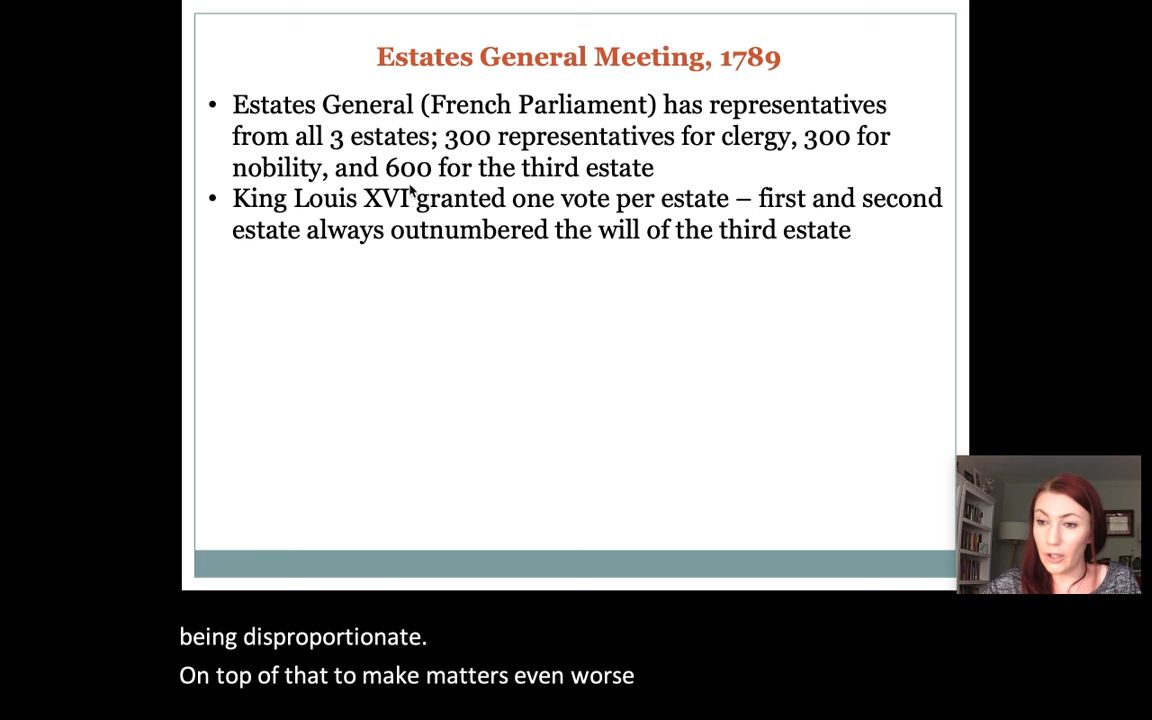 Estates General Meeting, 1789
• Estates General (French Parliament) has representatives
from all 3 estates; 300 representatives for clergy, 300 for
nobility, and 600 for the third estate
• King Louis XVI granted one vote per estate – first and second
estate always outnumbered the will of the third estate
being disproportionate.
On top of that to make matters even worse